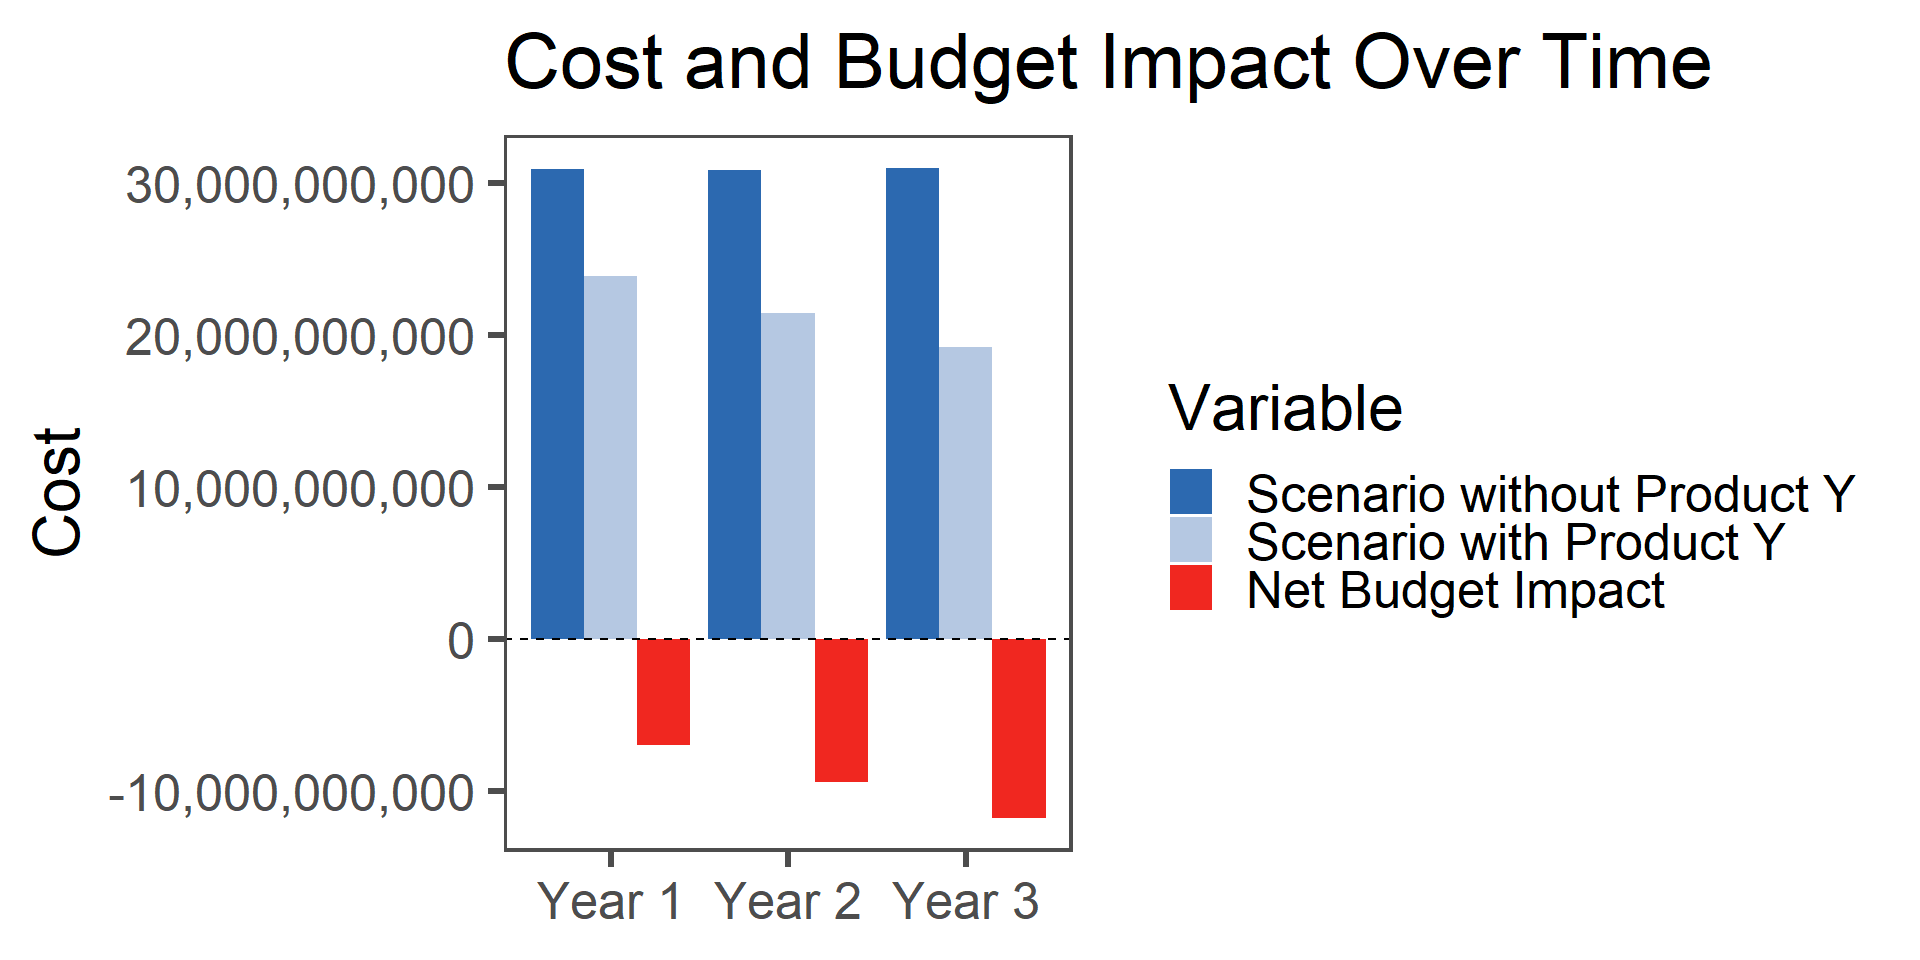 Cost and Budget Impact Over Time
30,000,000,000
20,000,000,000
10,000,000,000
0
-10,000,000,000
Cost
Year 1 Year 2 Year 3
Variable
Scenario without Product Y
Scenario with Product Y
Net Budget Impact